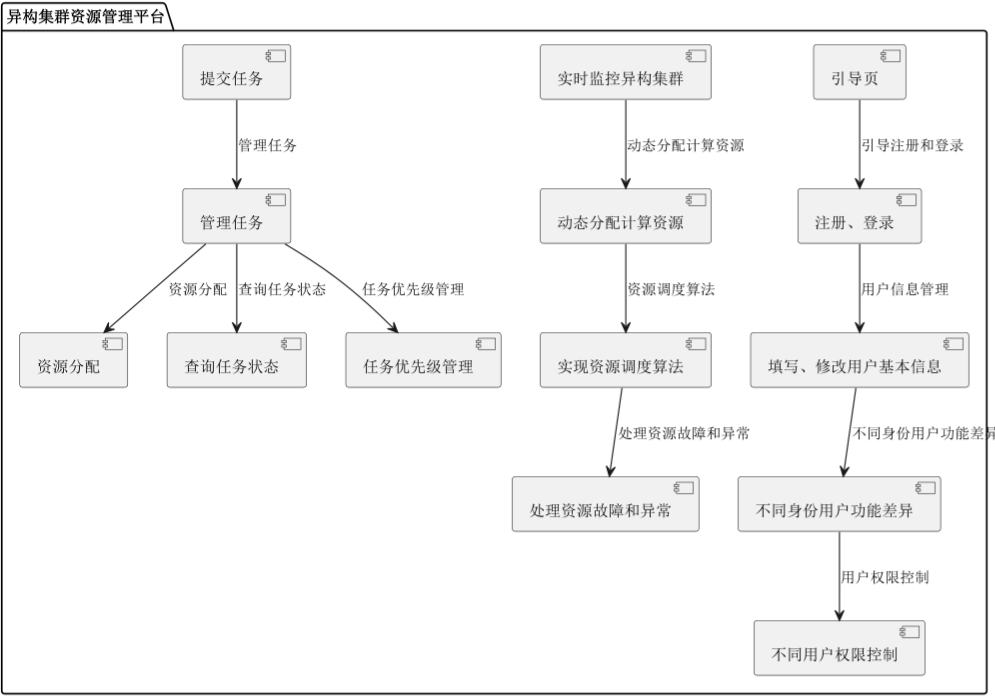 异构集群资源管理平台
提交任务
实时监控异构集群
引导页
管理任务
动态分配计算资源
引导注册和登录
管理任务
动态分配计算资源
注册、登录
资源分配
查询任务状态
任务优先级管理
资源调度算法
用户信息管理
资源分配
查询任务状态
任务优先级管理
实现资源调度算法
填写、修改用户基本信息
处理资源故障和异常
不同身份用户功能差异
处理资源故障和异常
不同身份用户功能差异
用户权限控制
不同用户权限控制